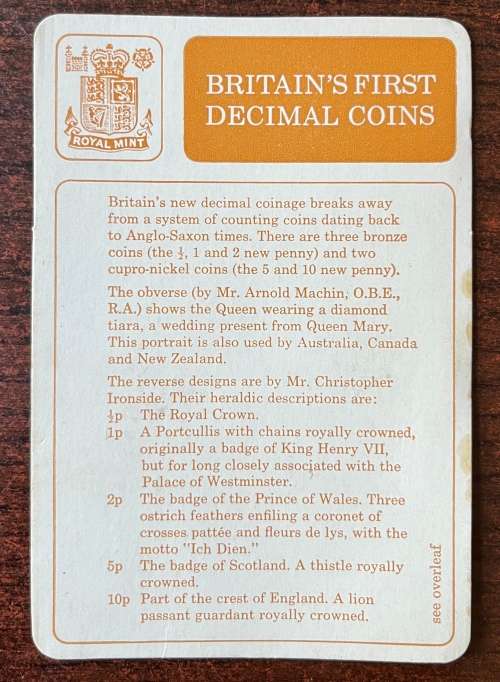 ROYAL MINT
BRITAIN'S FIRST
DECIMAL COINS
Britain's new decimal coinage breaks away
from a system of counting coins dating back
to Anglo-Saxon times. There are three bronze
coins (the ½, 1 and 2 new penny) and two
cupro-nickel coins (the 5 and 10 new penny).
The obverse (by Mr. Arnold Machin, O.B.E.,
R.A.) shows the Queen wearing a diamond
tiara, a wedding present from Queen Mary.
This portrait is also used by Australia, Canada
and New Zealand.
The reverse designs are by Mr. Christopher
Ironside. Their heraldic descriptions are:
½p The Royal Crown.
1p A Portcullis with chains royally crowned,
originally a badge of King Henry VII,
but for long closely associated with the
Palace of Westminster.
2p The badge of the Prince of Wales. Three
ostrich feathers enfiling a coronet of
crosses pattée and fleurs de lys, with the
motto "Ich Dien."
5p The badge of Scotland. A thistle royally
crowned.
10p Part of the crest of England. A lion
passant guardant royally crowned.
see overleaf